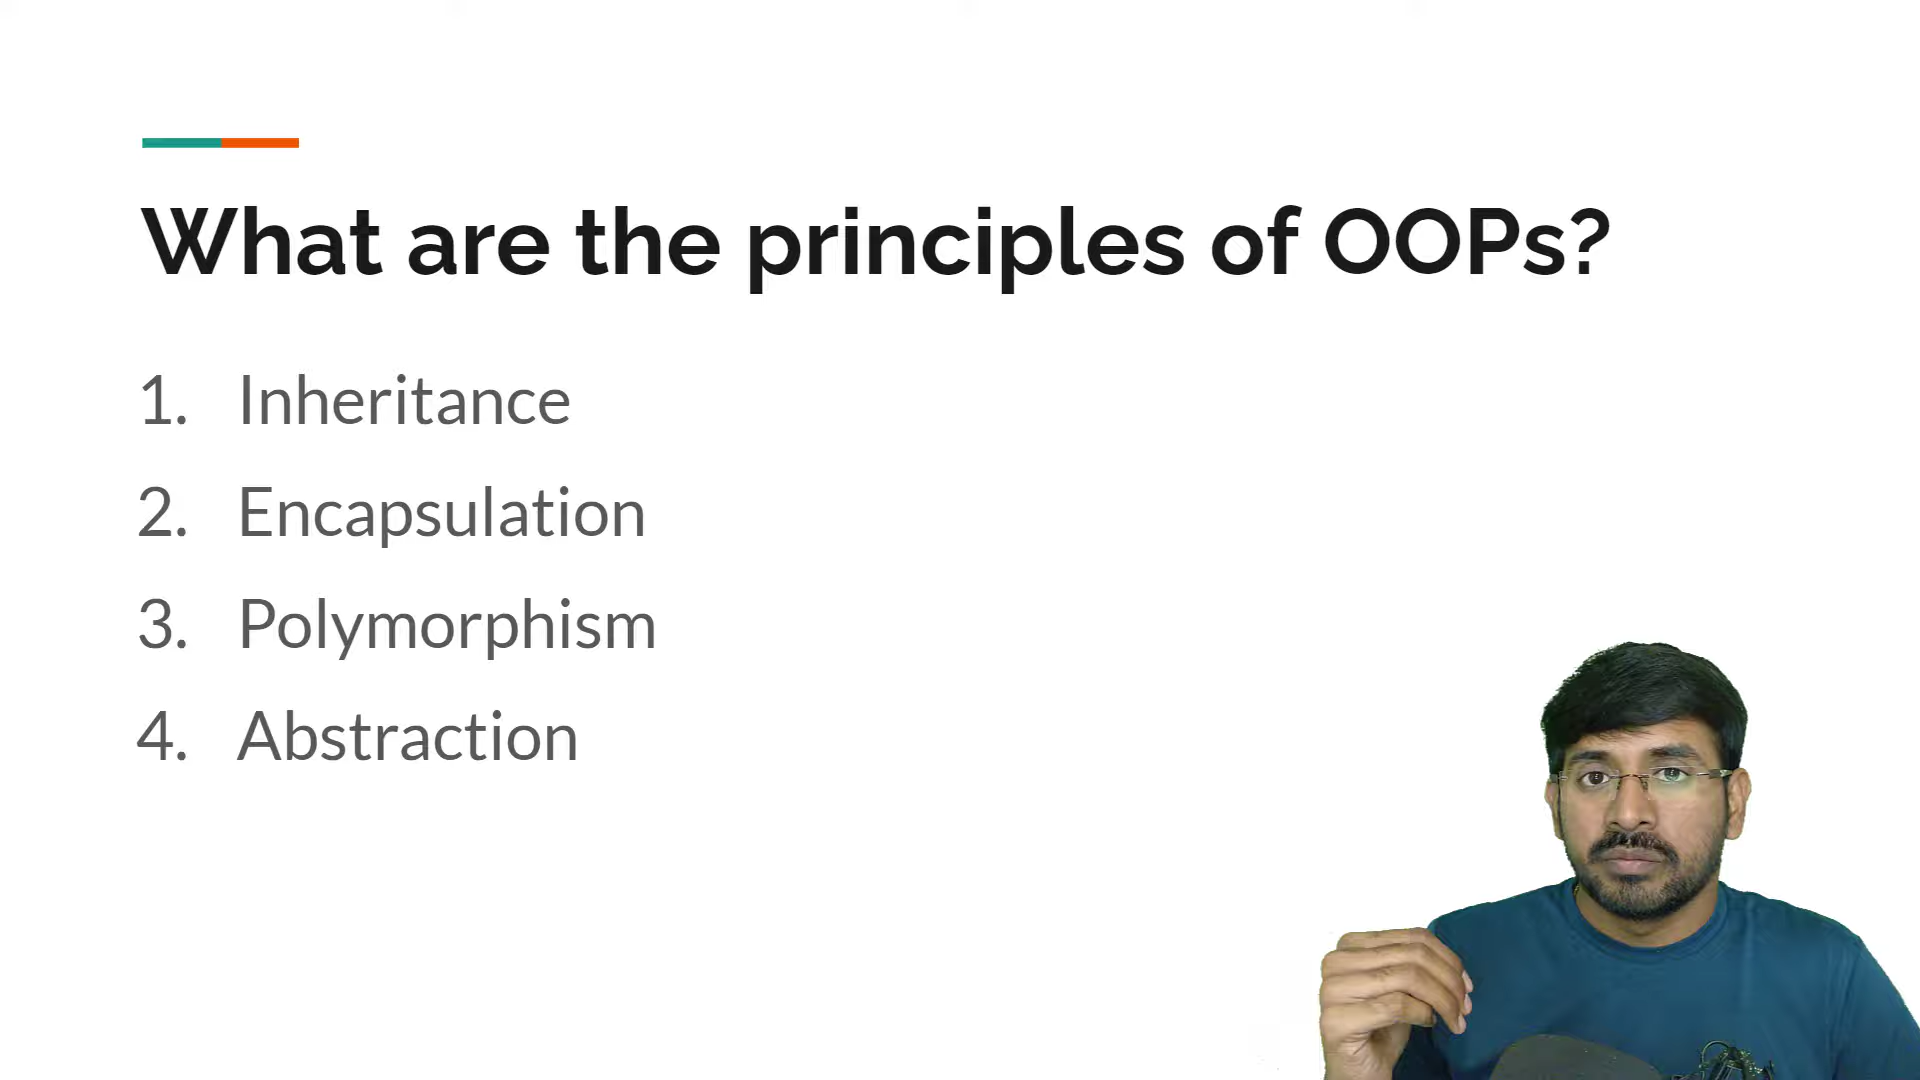 What are the principles of OOPs?
1. Inheritance
2. Encapsulation
3. Polymorphism
4. Abstraction